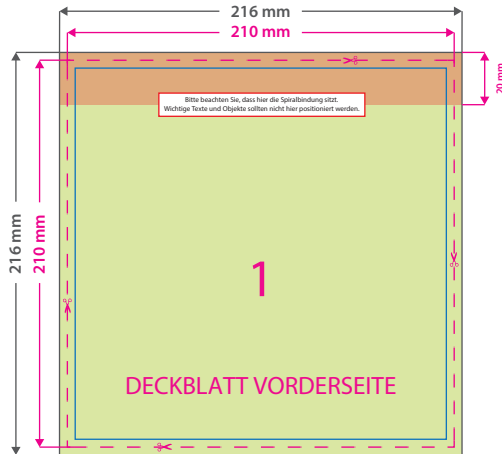 216 mm
210 mm
20 mm
Bitte beachten Sie, dass hier die Spiralbindung sitzt.
Wichtige Texte und Objekte sollten nicht hier positioniert werden.
216 mm
210 mm
1
DECKBLATT VORDERSEITE